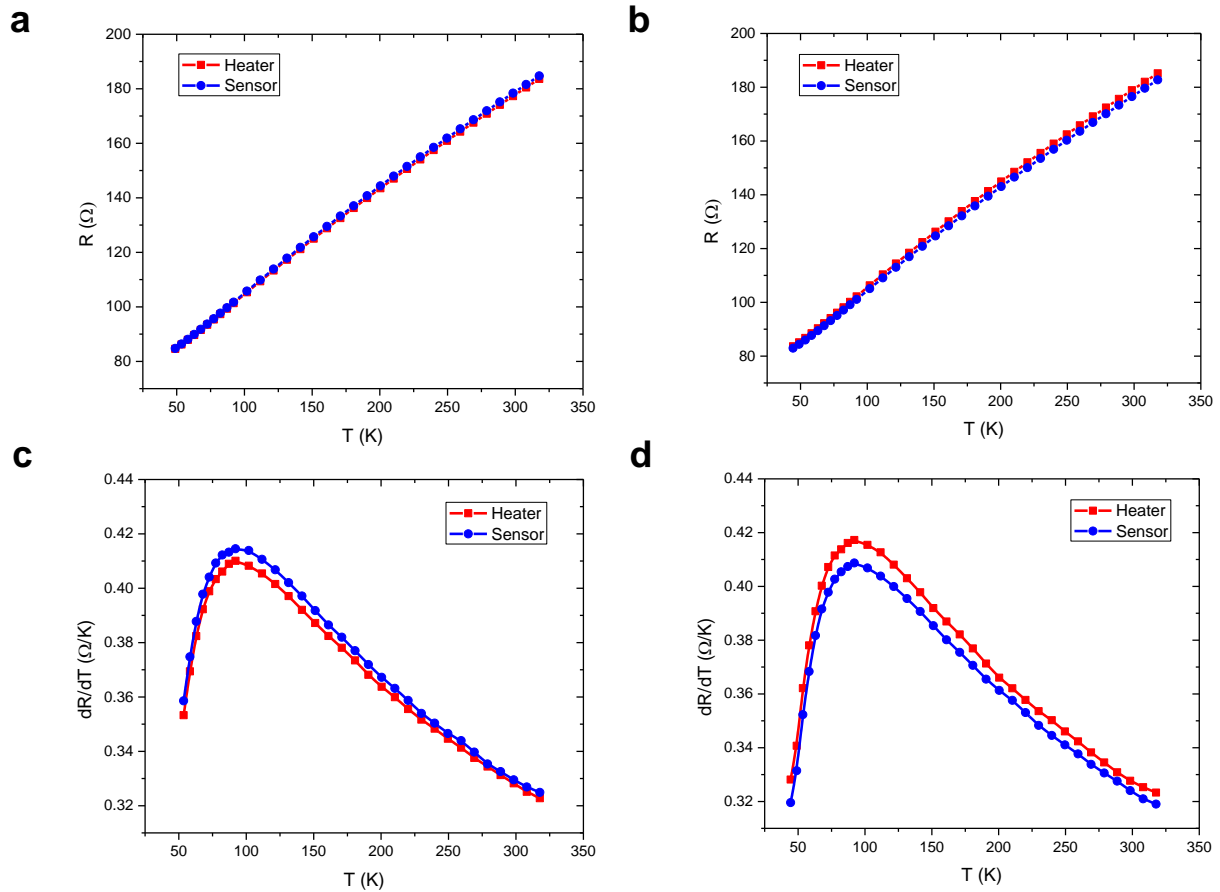 a
200
180
160
140
120
100
80
R (Ω)
Heater
Sensor
50 100 150 200 250 300 350
T (K)
b
200
180
160
140
120
100
80
R (Ω)
Heater
Sensor
50 100 150 200 250 300 350
T (K)
c
0.44
0.42
0.40
0.38
0.36
0.34
0.32
dR/dT (Ω/K)
Heater
Sensor
50 100 150 200 250 300 350
T (K)
d
0.44
0.42
0.40
0.38
0.36
0.34
0.32
dR/dT (Ω/K)
Heater
Sensor
50 100 150 200 250 300 350
T (K)